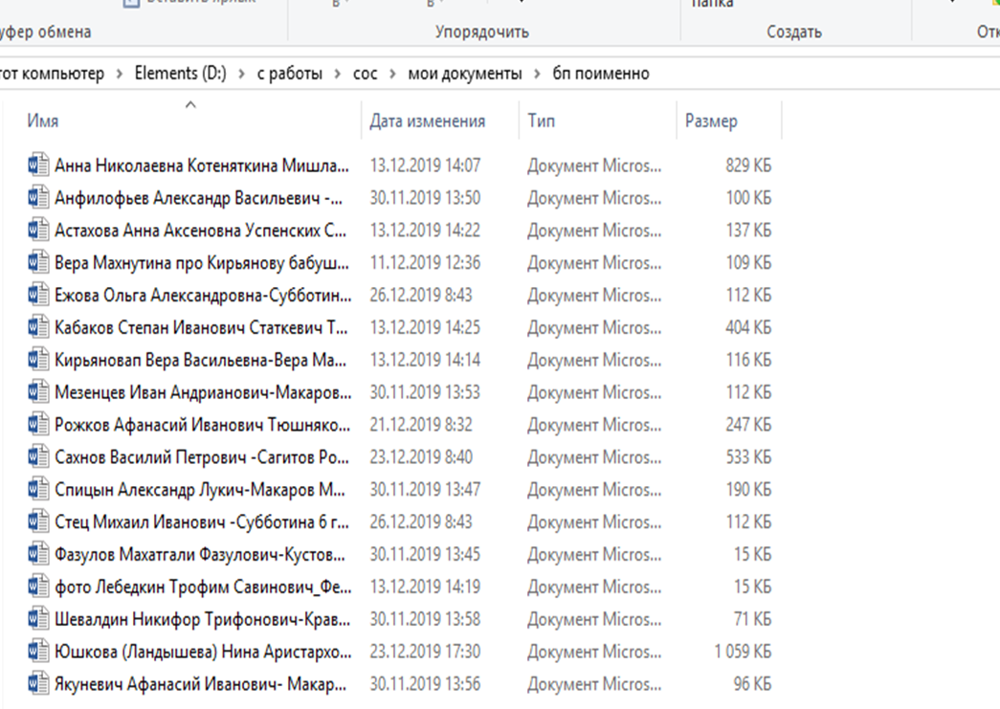 Вставить ярлык
папка
уфер обмена Упорядочить Создать Отк
тот компьютер > Elements (D:) > с работы > сос > мои документы > бп поименно
Имя Дата изменения Тип Размер
Анна Николаевна Котеняткина Мишла... 13.12.2019 14:07 Документ Micros... 829 КБ
Анфилофьев Александр Васильевич -... 30.11.2019 13:50 Документ Micros... 100 КБ
Астахова Анна Аксеновна Успенских С... 13.12.2019 14:22 Документ Micros... 137 КБ
Вера Махнутина про Кирьянову бабуш... 11.12.2019 12:36 Документ Micros... 109 КБ
Ежова Ольга Александровна-Субботин... 26.12.2019 8:43 Документ Micros... 112 КБ
Кабаков Степан Иванович Статкевич Т... 13.12.2019 14:25 Документ Micros... 404 КБ
Кирьяновап Вера Васильевна-Вера Ма... 13.12.2019 14:14 Документ Micros... 116 КБ
Мезенцев Иван Андрианович-Макаров... 30.11.2019 13:53 Документ Micros... 112 КБ
Рожков Афанасий Иванович Тюшняко... 21.12.2019 8:32 Документ Micros... 247 КБ
Сахнов Василий Петрович -Сагитов Ро... 23.12.2019 8:40 Документ Micros... 533 КБ
Спицын Александр Лукич-Макаров М... 30.11.2019 13:47 Документ Micros... 190 КБ
Стец Михаил Иванович -Субботина 6 г... 26.12.2019 8:43 Документ Micros... 112 КБ
Фазулов Махатгали Фазулович-Кустов... 30.11.2019 13:45 Документ Micros... 15 КБ
фото Лебедкин Трофим Савинович_Фе... 13.12.2019 14:19 Документ Micros... 15 КБ
Шевалдин Никифор Трифонович-Крав... 30.11.2019 13:58 Документ Micros... 71 КБ
Юшкова (Ландышева) Нина Аристархо... 23.12.2019 17:30 Документ Micros... 1 059 КБ
Якуневич Афанасий Иванович- Макар... 30.11.2019 13:56 Документ Micros... 96 КБ